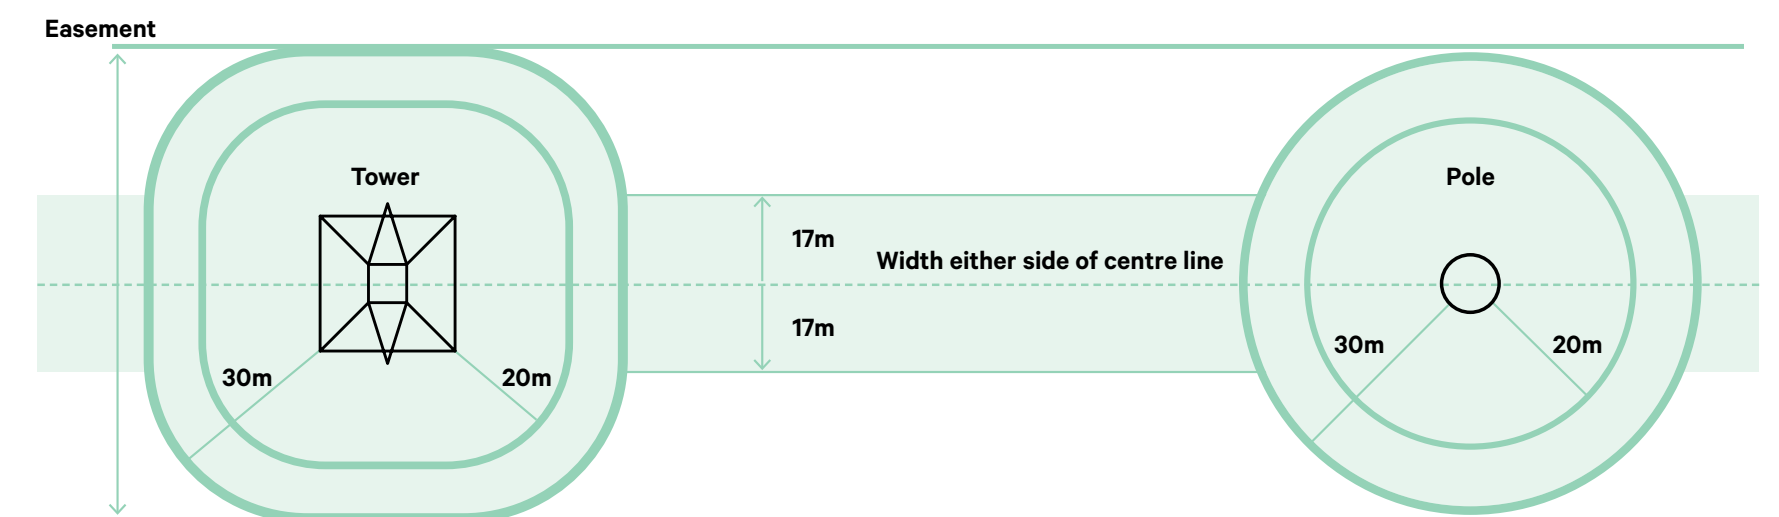 Easement
Tower
Pole
17m
Width either side of centre line
17m
30m
20m
30m
20m